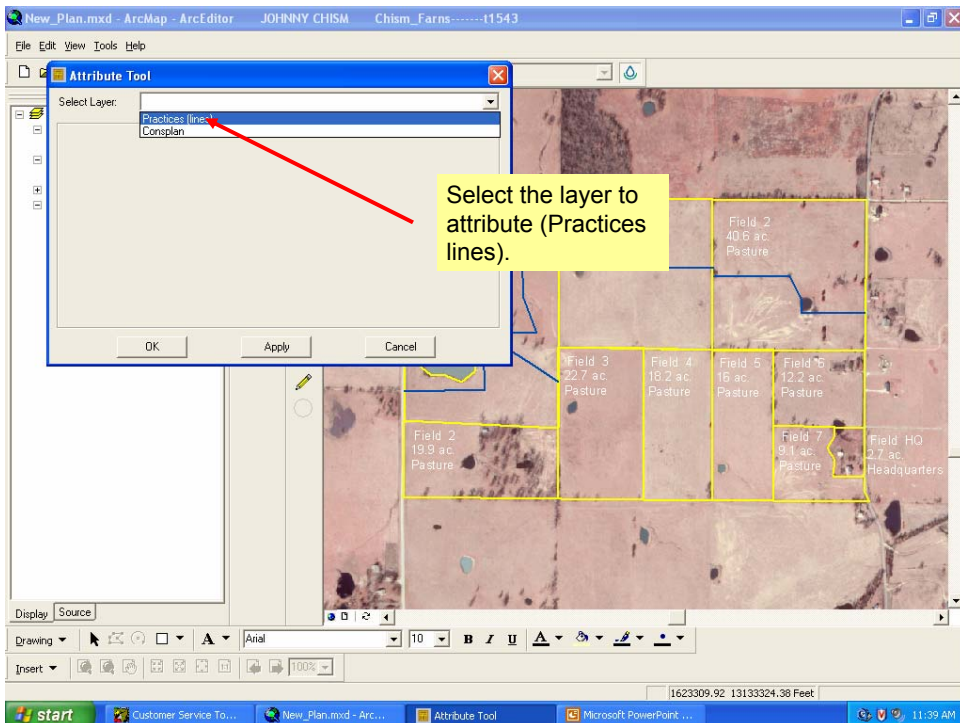 New_Plan.mxd - ArcMap - ArcEditor JOHNNY CHISM Chism_Farns-------t1543
File Edit View Tools Help
Attribute Tool
Select Layer:
Practices (lines)
Consplan
Select the layer to
attribute (Practices
lines).
OK Apply Cancel
Field 2
40.6 ac.
Pasture
Field 3
22.7 ac.
Pasture
Field 4
18.2 ac.
Pasture
Field 5
16 ac.
Pasture
Field 6
12.2 ac.
Pasture
Field 2
19.9 ac.
Pasture
Field 7
9.1 ac.
Pasture
Field HQ
2.7 ac.
Headquarters
Display Source
Drawing A Arial 10 B I U A
Insert 100%
1623309.92 13133324.38 Feet
start Customer Service To... New_Plan.mxd - Arc... Attribute Tool Microsoft PowerPoint ... 11:39 AM